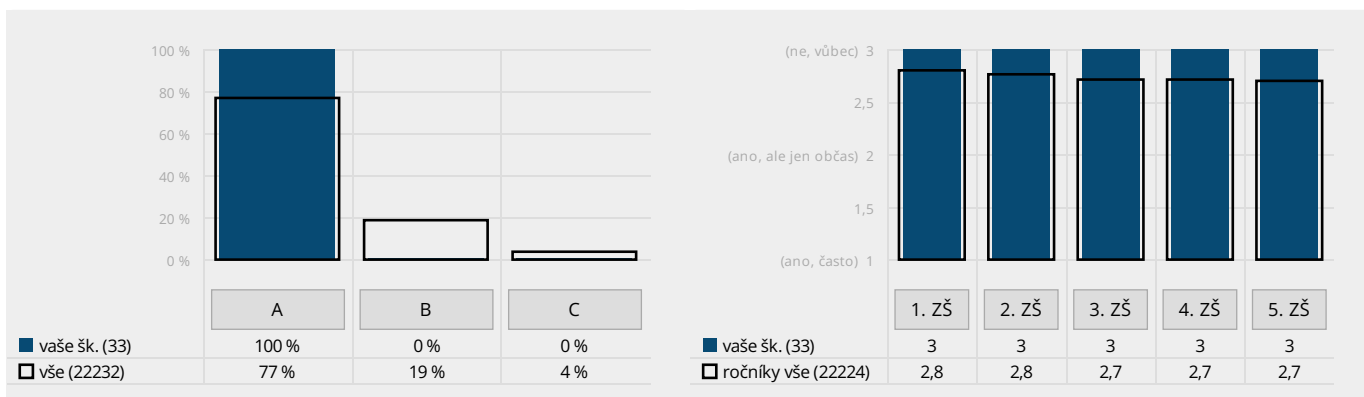 100 %
80 %
60 %
40 %
20 %
0 %
A B C
vaše šk. (33) 100 % 0 % 0 %
vše (22232) 77 % 19 % 4 %
(ne, vůbec) 3
2,5
(ano, ale jen občas) 2
1,5
(ano, často) 1
1. ZŠ 2. ZŠ 3. ZŠ 4. ZŠ 5. ZŠ
vaše šk. (33) 3 3 3 3 3
ročníky vše (22224) 2,8 2,8 2,7 2,7 2,7